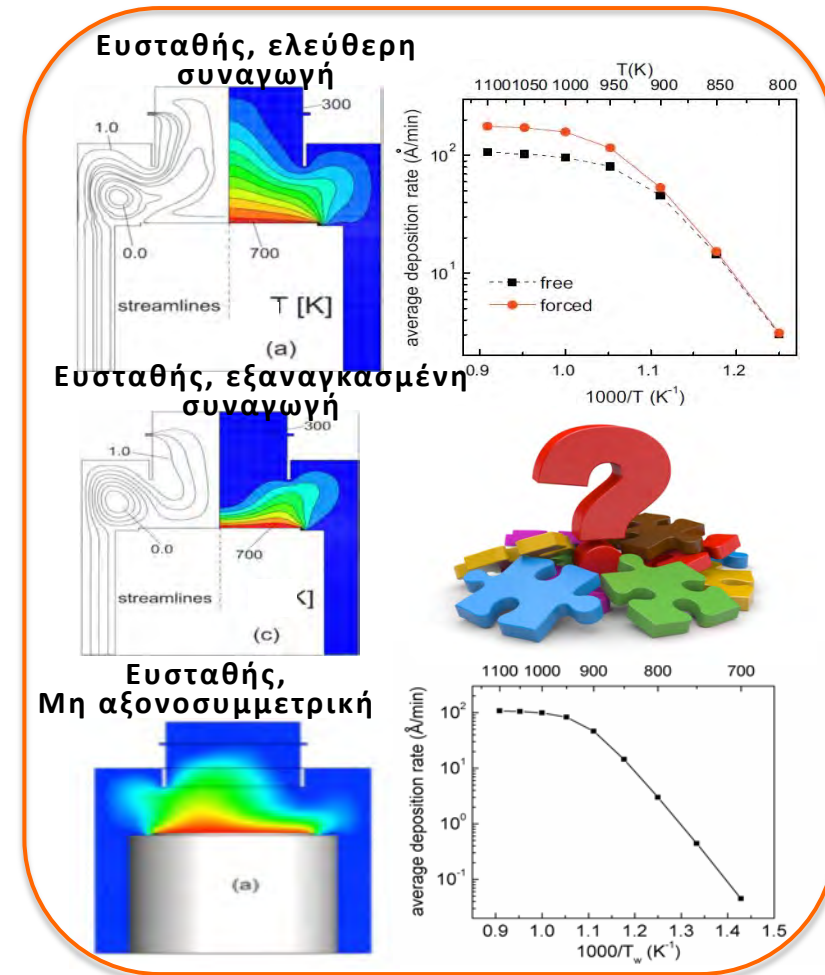 Ευσταθής, ελεύθερη
συναγωγή
1.0
300
0.0
700
streamlines
T [K]
(a)
T(K)
1100 1050 1000 950 900 850 800
average deposition rate (Å/min)
10²
10¹
free
forced
0.9 1.0 1.1 1.2
1000/T (K⁻¹)
Ευσταθής, εξαναγκασμένη
συναγωγή
1.0
300
0.0
700
streamlines
K]
(c)
?
Ευσταθής,
Μη αξονοσυμμετρική
(a)
1100 1000 900 800 700
average deposition rate (Å/min)
10²
10¹
10⁰
10⁻¹
0.9 1.0 1.1 1.2 1.3 1.4 1.5
1000/T_w (K⁻¹)